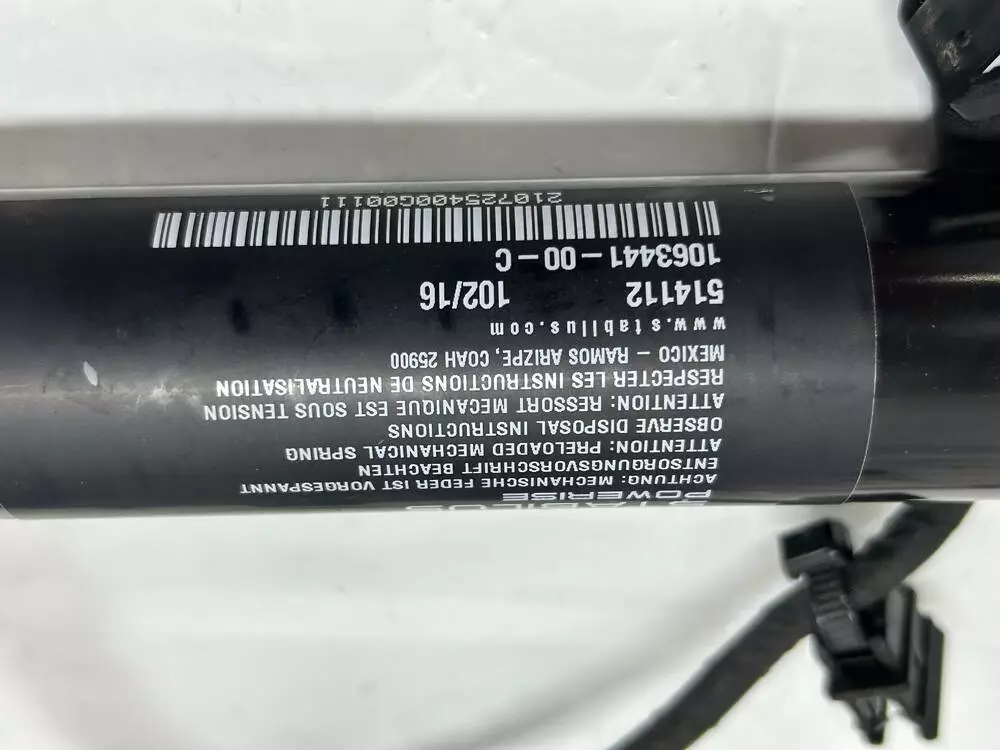 STABILUS
POWERISE
ACHTUNG: MECHANISCHE FEDER IST VORGESPANNT
ENTSORGUNGSVORSCHRIFT BEACHTEN
ATTENTION: PRELOADED MECHANICAL SPRING
OBSERVE DISPOSAL INSTRUCTIONS
ATTENTION: RESSORT MECANIQUE EST SOUS TENSION
RESPECTER LES INSTRUCTIONS DE NEUTRALISATION
MEXICO – RAMOS ARIZPE, COAH 25900
www.stabilus.com
514112 102/16
1063441-00-C
210725400G00111